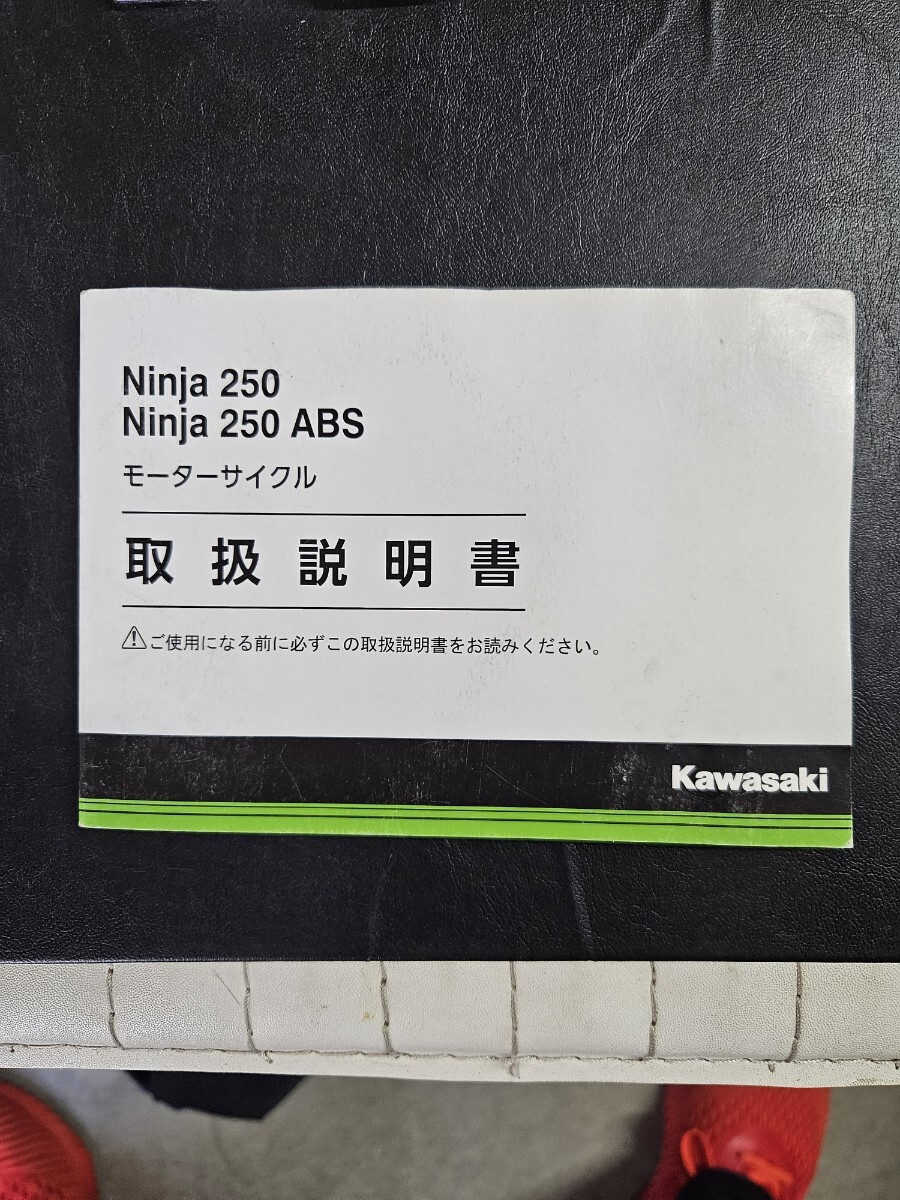 Ninja 250
Ninja 250 ABS
モーターサイクル
取扱説明書
⚠ご使用になる前に必ずこの取扱説明書をお読みください。
Kawasaki